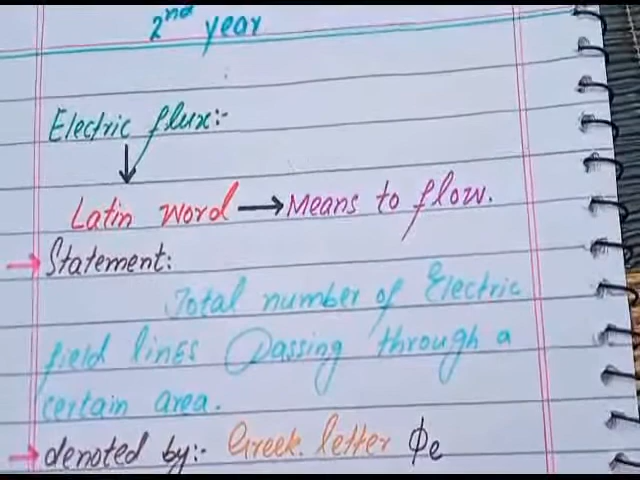 2nd year
Electric flux:-
Latin word → Means to flow.
→ Statement:
Total number of Electric
field lines Passing through a
certain area.
→ denoted by:- Greek letter ϕe